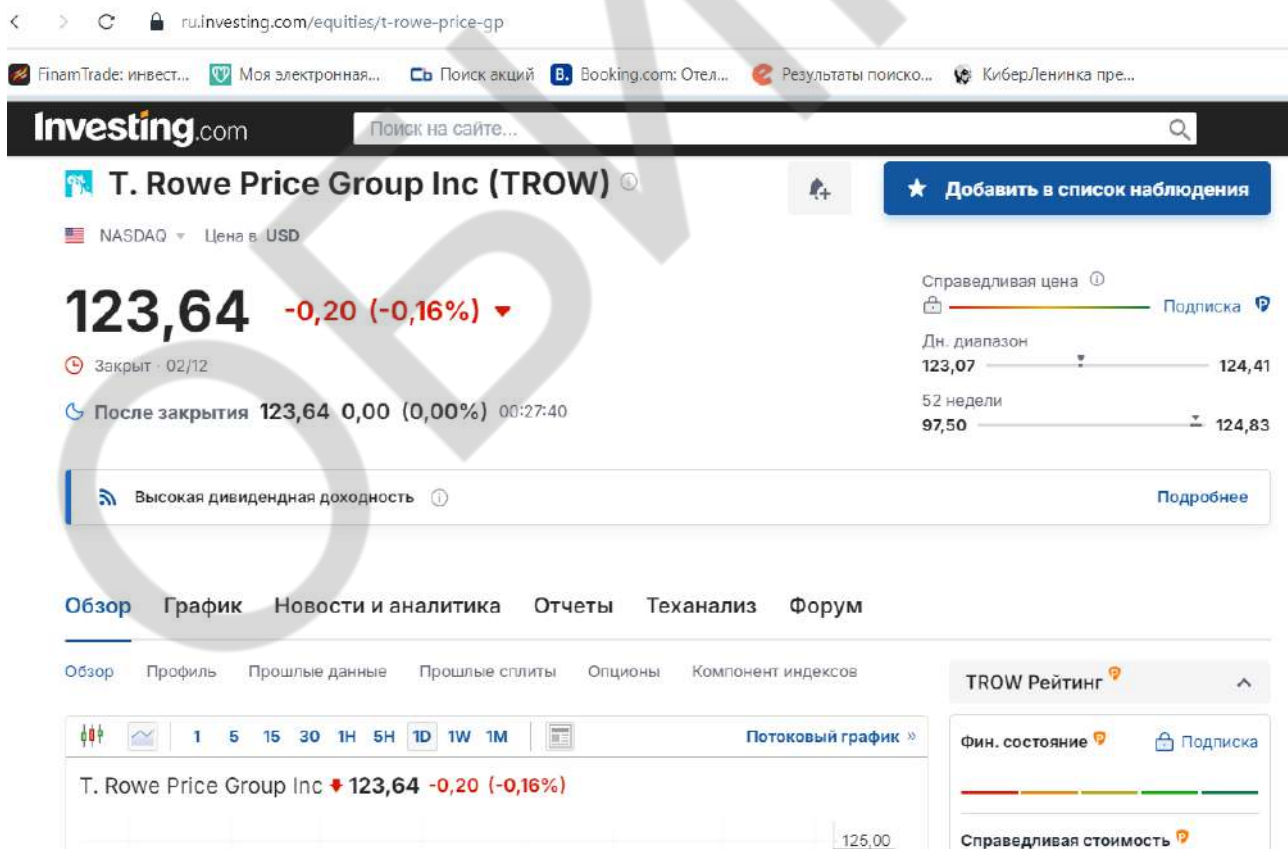 ru.investing.com/equities/t-rowe-price-gp
FinamTrade: инвест... Моя электронная... Сь Поиск акций B. Booking.com: Отел... Результаты поиско... КиберЛенинка пре...
Investing.com Поиск на сайте...
T. Rowe Price Group Inc (TROW)
Добавить в список наблюдения
NASDAQ Цена в USD
123,64 -0,20 (-0,16%)
Справедливая цена
Подписка
Дн. диапазон
123,07 124,41
Закрыт · 02/12
После закрытия 123,64 0,00 (0,00%) 00:27:40
52 недели
97,50 124,83
Высокая дивидендная доходность Подробнее
Обзор График Новости и аналитика Отчеты Теханализ Форум
Обзор Профиль Прошлые данные Прошлые сплиты Опционы Компонент индексов
TROW Рейтинг
1 5 15 30 1H 5H 1D 1W 1M Потоковый график »
Фин. состояние Подписка
T. Rowe Price Group Inc 123,64 -0,20 (-0,16%)
125,00
Справедливая стоимость